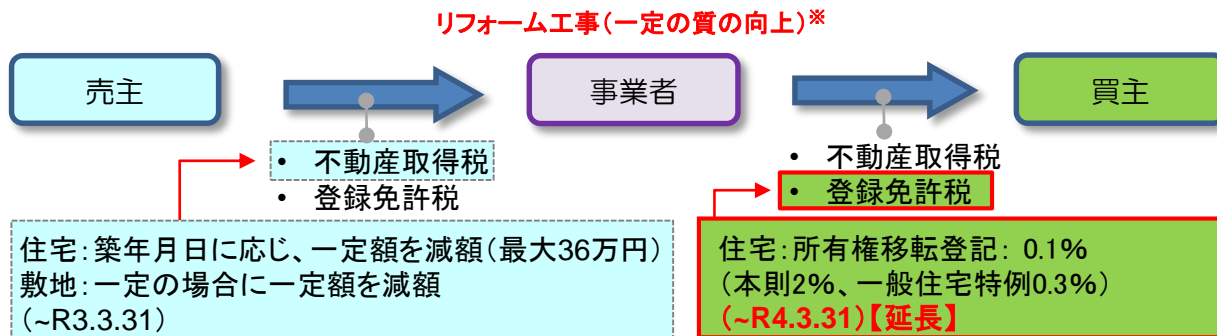 リフォーム工事(一定の質の向上)※
売主
事業者
買主
• 不動産取得税
• 登録免許税
• 不動産取得税
• 登録免許税
住宅:築年月日に応じ、一定額を減額(最大36万円)
敷地:一定の場合に一定額を減額
(~R3.3.31)
住宅:所有権移転登記: 0.1%
(本則2%、一般住宅特例0.3%)
(~R4.3.31)【延長】